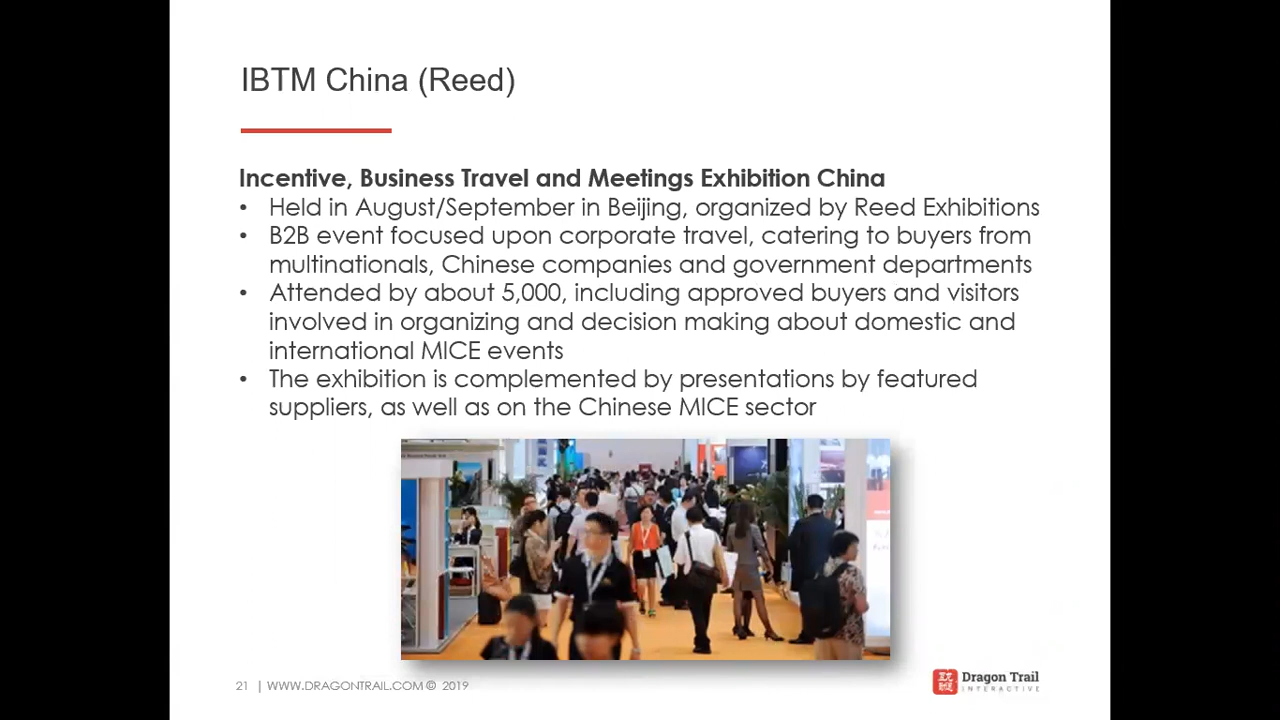 IBTM China (Reed)
Incentive, Business Travel and Meetings Exhibition China
• Held in August/September in Beijing, organized by Reed Exhibitions
• B2B event focused upon corporate travel, catering to buyers from
multinationals, Chinese companies and government departments
• Attended by about 5,000, including approved buyers and visitors
involved in organizing and decision making about domestic and
international MICE events
• The exhibition is complemented by presentations by featured
suppliers, as well as on the Chinese MICE sector
21 | WWW.DRAGONTRAIL.COM © 2019
Dragon Trail
INTERACTIVE